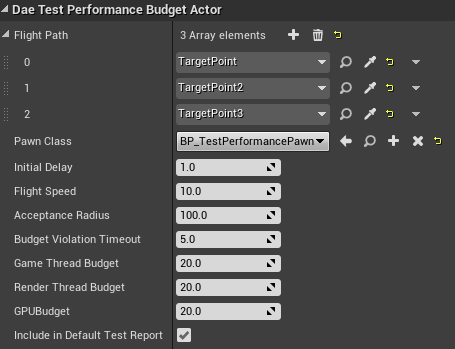 Dae Test Performance Budget Actor
Flight Path 3 Array elements
0 TargetPoint
1 TargetPoint2
2 TargetPoint3
Pawn Class BP_TestPerformancePawn
Initial Delay 1.0
Flight Speed 10.0
Acceptance Radius 100.0
Budget Violation Timeout 5.0
Game Thread Budget 20.0
Render Thread Budget 20.0
GPUBudget 20.0
Include in Default Test Report